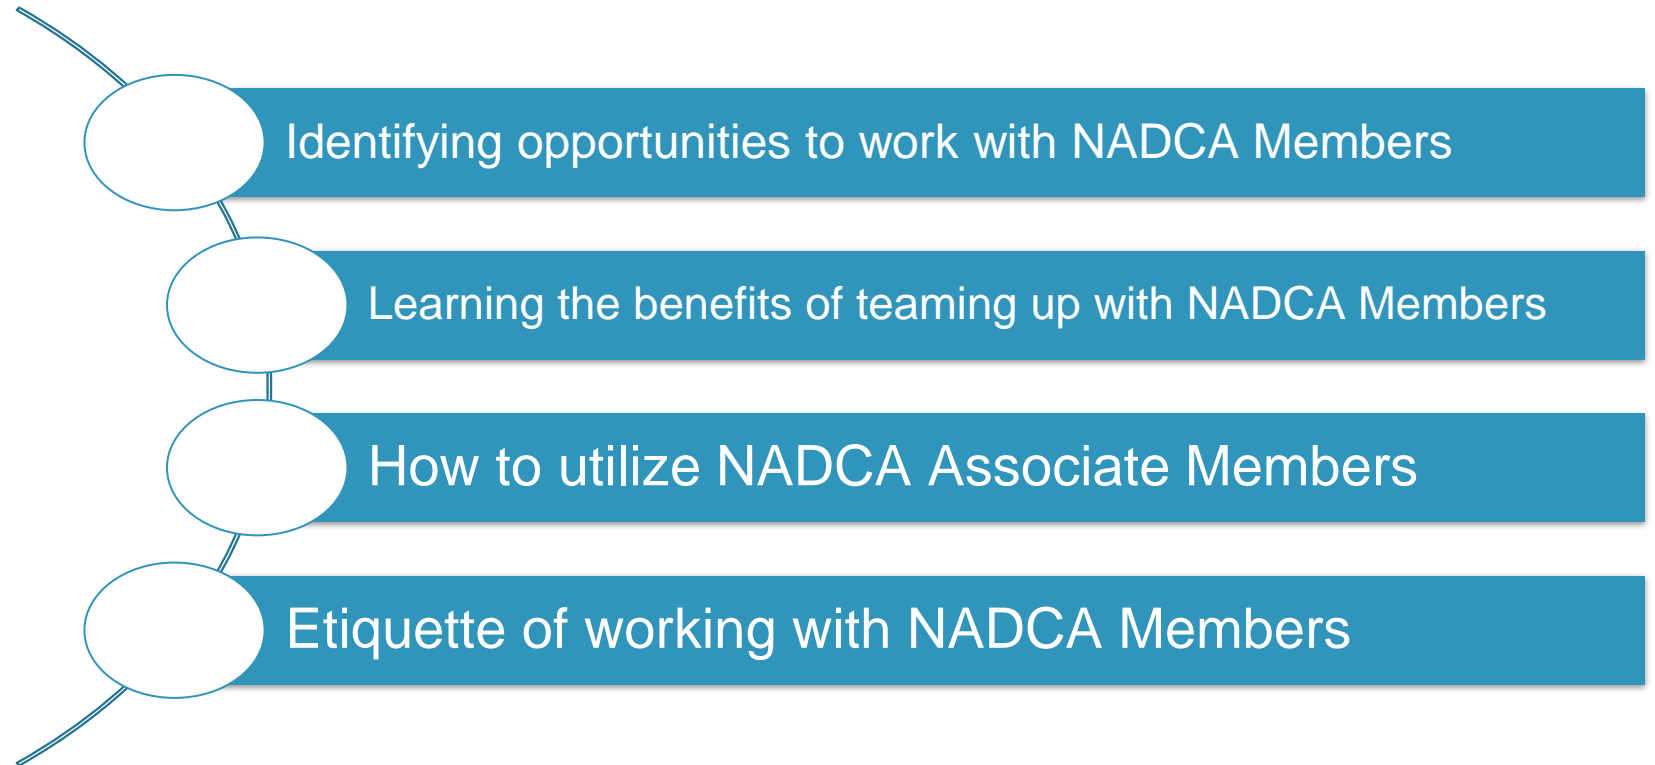 Identifying opportunities to work with NADCA Members
Learning the benefits of teaming up with NADCA Members
How to utilize NADCA Associate Members
Etiquette of working with NADCA Members